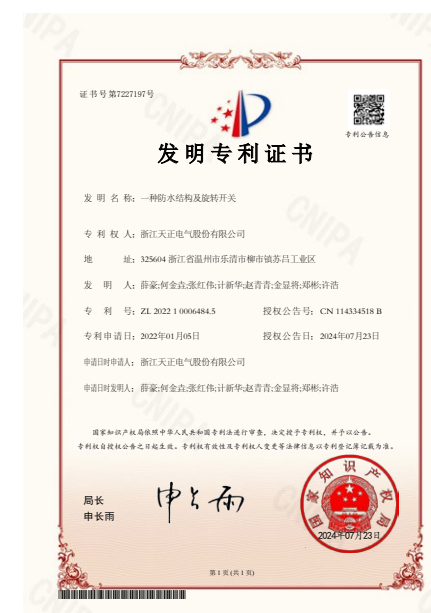 证书号第7227197号
专利公告信息
发明专利证书
发 明 名 称：一种防水结构及旋转开关
专 利 权 人：浙江天正电气股份有限公司
地 址：325604 浙江省温州市乐清市柳市镇苏吕工业区
发 明 人：薛豪;何金垚;张红伟;计新华;赵青青;金显将;郑彬;许浩
专 利 号：ZL 2022 1 0006484.5 授权公告号：CN 114334518 B
专利申请日：2022年01月05日 授权公告日：2024年07月23日
申请日时申请人：浙江天正电气股份有限公司
申请日时发明人：薛豪;何金垚;张红伟;计新华;赵青青;金显将;郑彬;许浩
国家知识产权局依照中华人民共和国专利法进行审查，决定授予专利权，并予以公告。
专利权自授权公告之日起生效。专利权有效性及专利权人变更等法律信息以专利登记簿记载为准。
局长
申长雨
申长雨
国家知识产权局
2024年07月23日
第 1 页 (共 1 页)
CNIPA